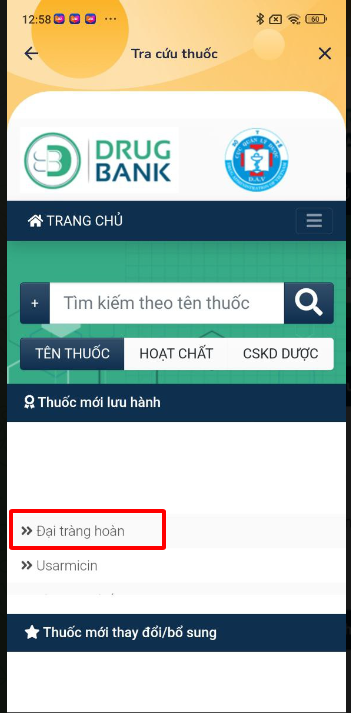 12:58
60
Tra cứu thuốc
DRUG
BANK
TRANG CHỦ
+ Tìm kiếm theo tên thuốc
TÊN THUỐC HOẠT CHẤT CSKD DƯỢC
Thuốc mới lưu hành
Đại tràng hoàn
Usarmicin
Thuốc mới thay đổi/bổ sung